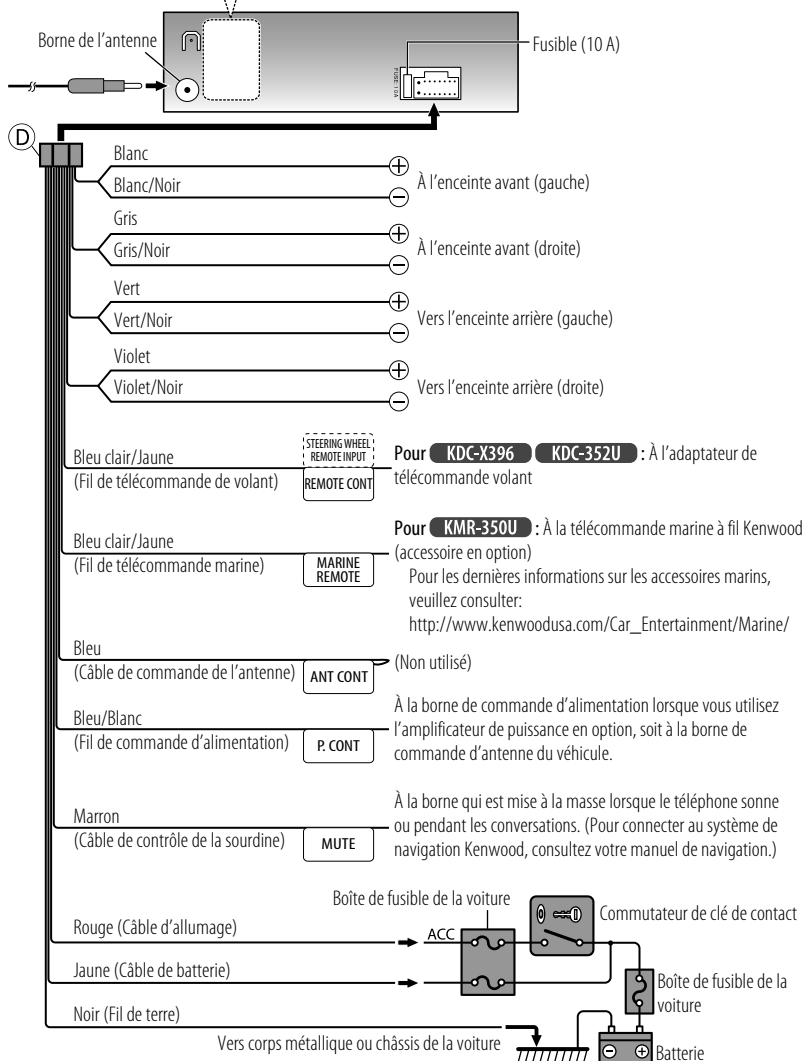 Borne de l'antenne
Fusible (10 A)
FUSE 10A
D
Blanc
Blanc/Noir
À l'enceinte avant (gauche)
Gris
Gris/Noir
À l'enceinte avant (droite)
Vert
Vert/Noir
Vers l'enceinte arrière (gauche)
Violet
Violet/Noir
Vers l'enceinte arrière (droite)
Bleu clair/Jaune
(Fil de télécommande de volant)
STEERING WHEEL
REMOTE INPUT
REMOTE CONT
Pour KDC-X396 KDC-352U : À l'adaptateur de
télécommande volant
Bleu clair/Jaune
(Fil de télécommande marine)
MARINE
REMOTE
Pour KMR-350U : À la télécommande marine à fil Kenwood
(accessoire en option)
Pour les dernières informations sur les accessoires marins,
veuillez consulter:
http://www.kenwoodusa.com/Car_Entertainment/Marine/
Bleu
(Câble de commande de l'antenne)
ANT CONT
(Non utilisé)
Bleu/Blanc
(Fil de commande d'alimentation)
P. CONT
À la borne de commande d'alimentation lorsque vous utilisez
l'amplificateur de puissance en option, soit à la borne de
commande d'antenne du véhicule.
Marron
(Câble de contrôle de la sourdine)
MUTE
À la borne qui est mise à la masse lorsque le téléphone sonne
ou pendant les conversations. (Pour connecter au système de
navigation Kenwood, consultez votre manuel de navigation.)
Boîte de fusible de la voiture
Rouge (Câble d'allumage)
ACC
Commutateur de clé de contact
Jaune (Câble de batterie)
Boîte de fusible de la
voiture
Noir (Fil de terre)
Vers corps métallique ou châssis de la voiture
Batterie